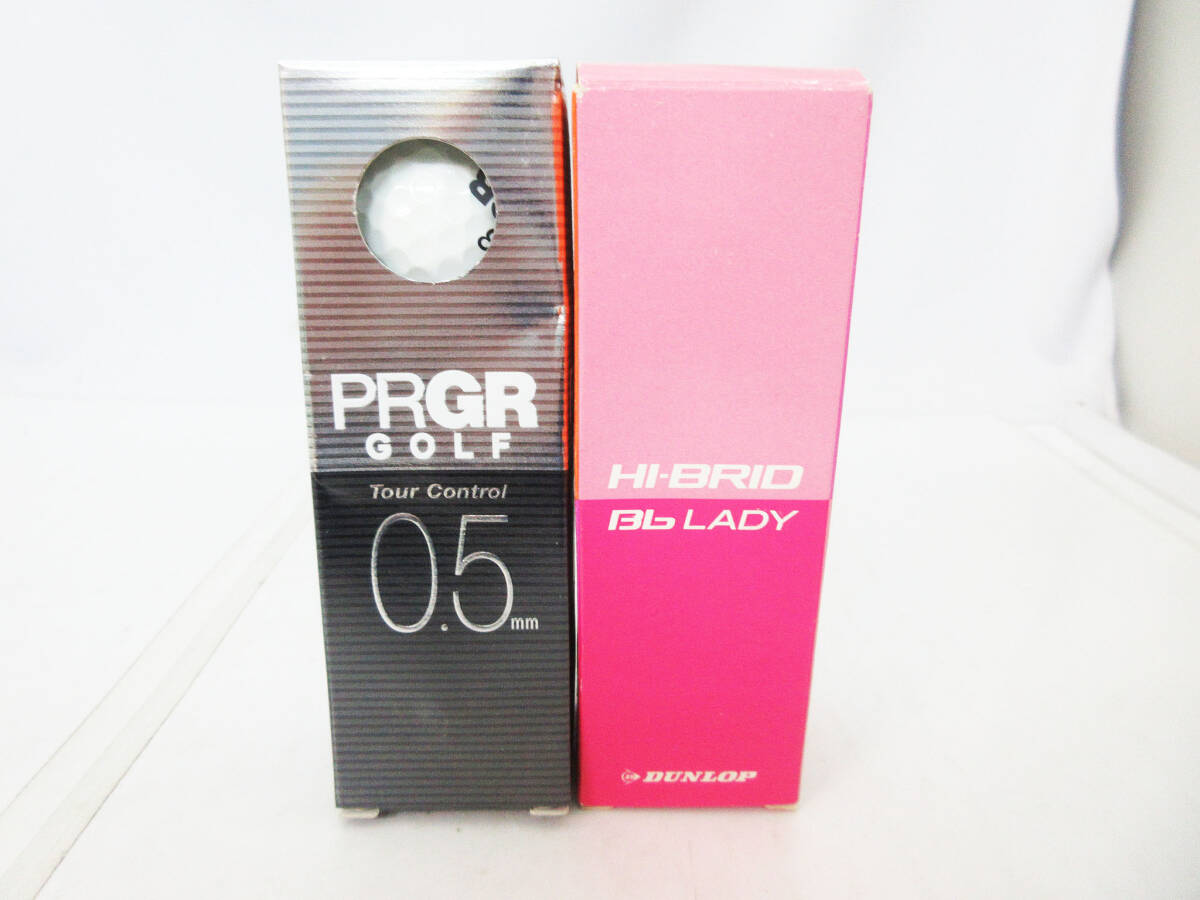 PRGR
GOLF
Tour Control
0.5mm
HI-BRID
Bb LADY
DUNLOP